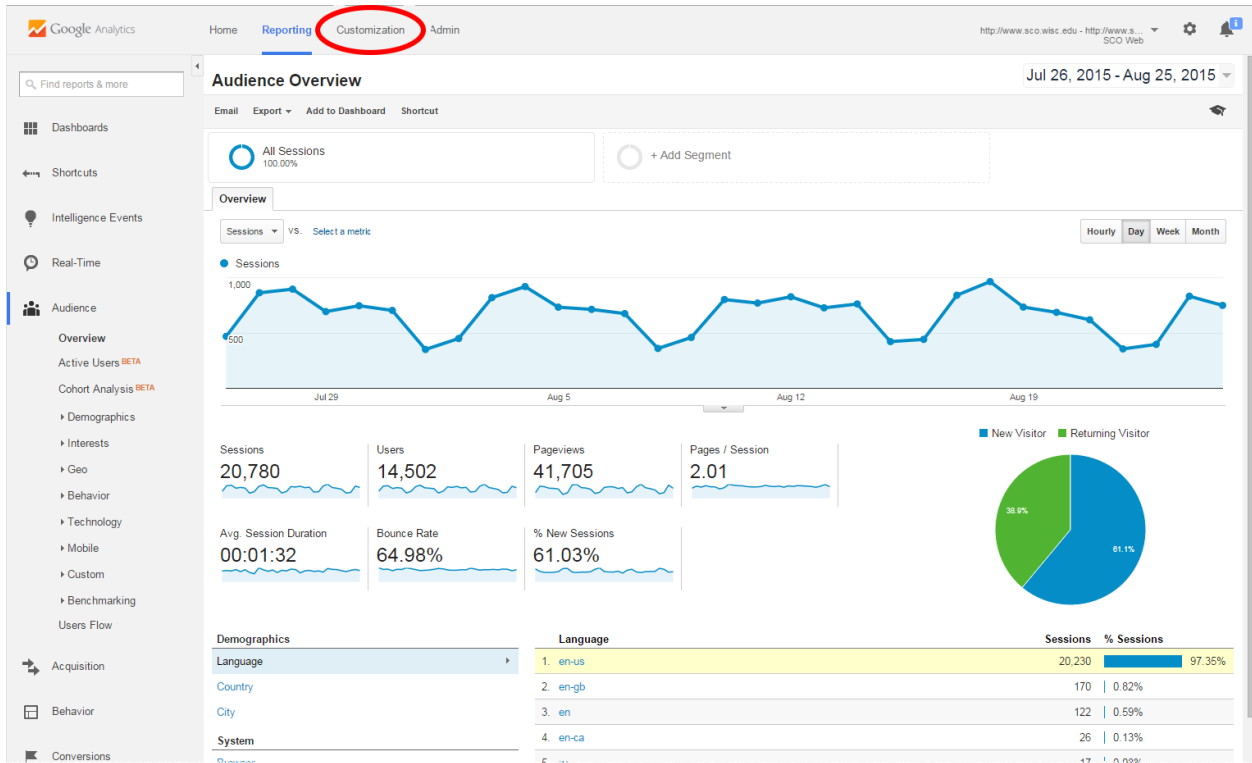 Google Analytics
Home Reporting Customization Admin
http://www.sco.wisc.edu - http://www.s...
SCO Web
i
Find reports & more
Dashboards
Shortcuts
Intelligence Events
Real-Time
Audience
Overview
Active Users BETA
Cohort Analysis BETA
Demographics
Interests
Geo
Behavior
Technology
Mobile
Custom
Benchmarking
Users Flow
Acquisition
Behavior
Conversions
Audience Overview
Jul 26, 2015 - Aug 25, 2015
Email Export Add to Dashboard Shortcut
All Sessions
100.00%
+ Add Segment
Overview
Sessions VS. Select a metric
Hourly Day Week Month
Sessions
1,000
500
Jul 29 Aug 5 Aug 12 Aug 19
Sessions
20,780
Users
14,502
Pageviews
41,705
Pages / Session
2.01
Avg. Session Duration
00:01:32
Bounce Rate
64.98%
% New Sessions
61.03%
New Visitor Returning Visitor
38.9%
61.1%
Demographics
Language
Country
City
System
Browser
Language Sessions % Sessions
1. en-us 20,230 97.35%
2. en-gb 170 0.82%
3. en 122 0.59%
4. en-ca 26 0.13%
5. 17 0.08%